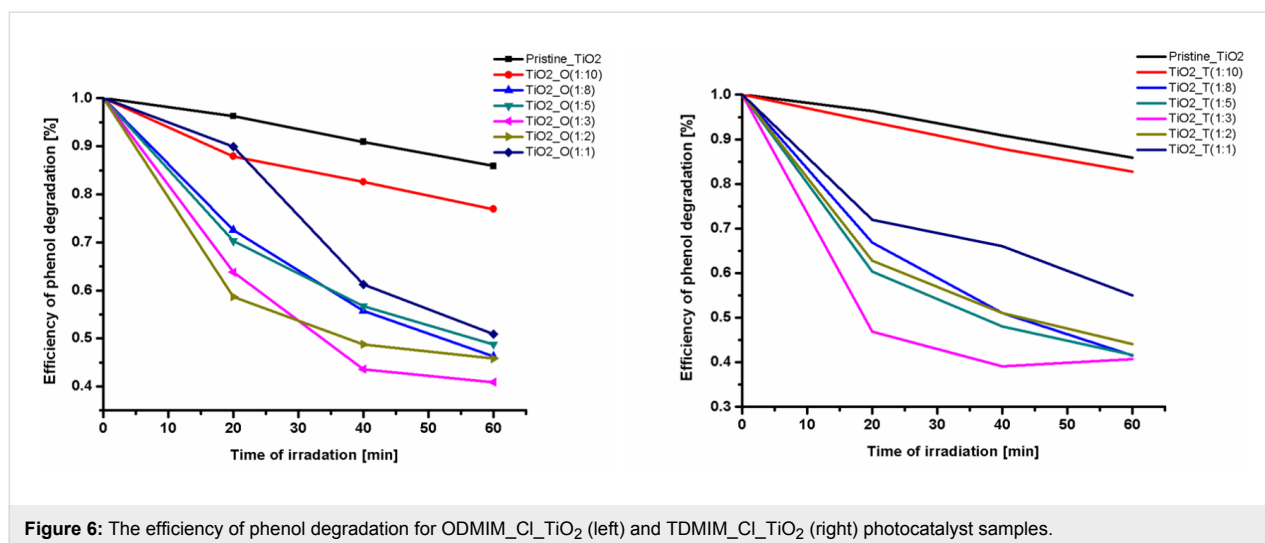 Pristine_TiO2
TiO2_O(1:10)
TiO2_O(1:8)
TiO2_O(1:5)
TiO2_O(1:3)
TiO2_O(1:2)
TiO2_O(1:1)
1.0
0.9
0.8
0.7
0.6
0.5
0.4
Efficiency of phenol degradation [%]
0 10 20 30 40 50 60
Time of irradation [min]
Pristine_TiO2
TiO2_T(1:10)
TiO2_T(1:8)
TiO2_T(1:5)
TiO2_T(1:3)
TiO2_T(1:2)
TiO2_T(1:1)
1.0
0.9
0.8
0.7
0.6
0.5
0.4
0.3
Efficiency of phenol degradation [%]
0 10 20 30 40 50 60
Time of irradiation [min]
Figure 6: The efficiency of phenol degradation for ODMIM_Cl_TiO₂ (left) and TDMIM_Cl_TiO₂ (right) photocatalyst samples.